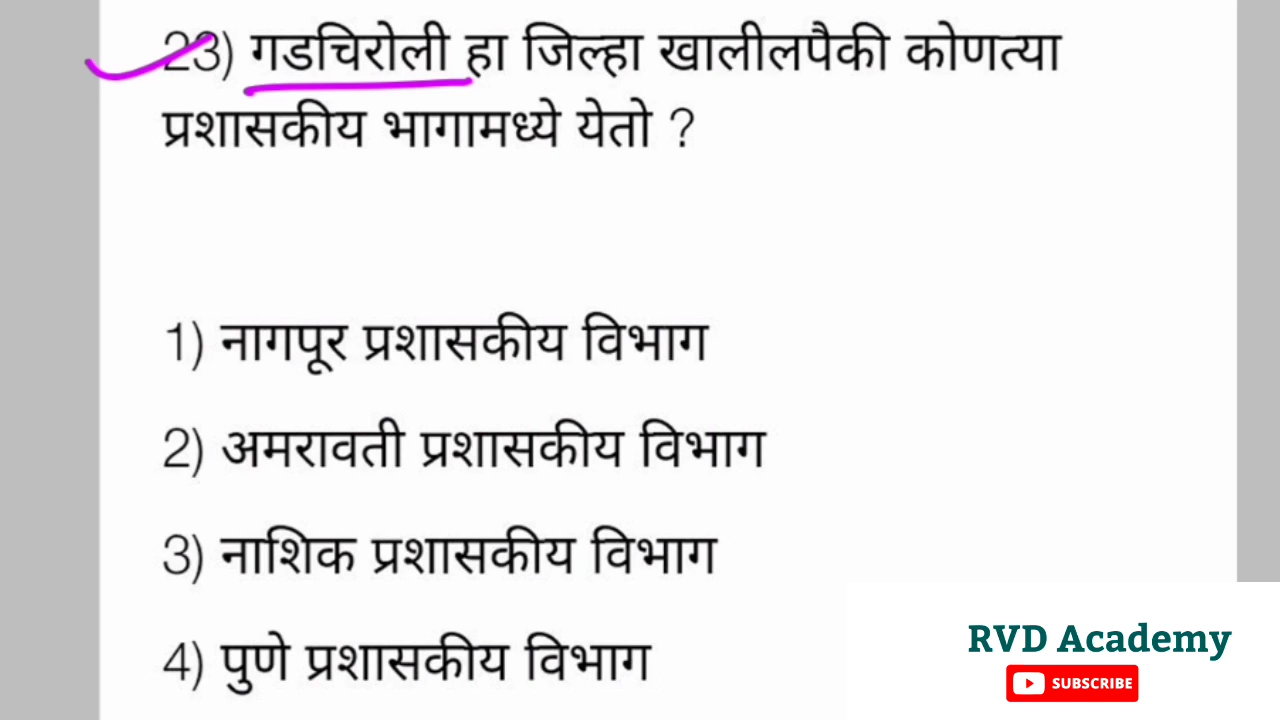 23) गडचिरोली हा जिल्हा खालीलपैकी कोणत्या
प्रशासकीय भागामध्ये येतो ?
1) नागपूर प्रशासकीय विभाग
2) अमरावती प्रशासकीय विभाग
3) नाशिक प्रशासकीय विभाग
4) पुणे प्रशासकीय विभाग
RVD Academy
SUBSCRIBE